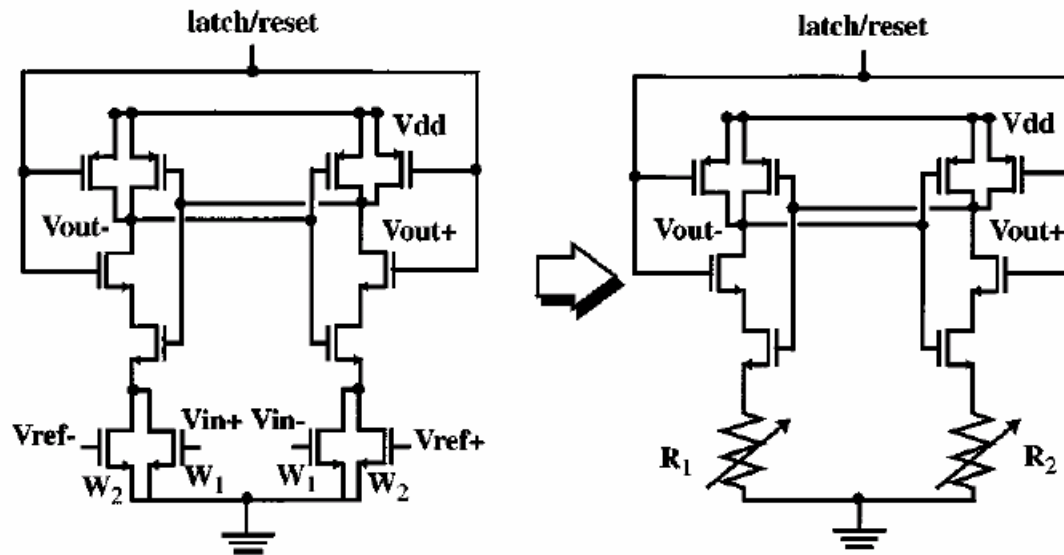 latch/reset
Vdd
Vout-
Vout+
Vref-
Vin+
Vin-
Vref+
W2
W1
W1
W2
latch/reset
Vdd
Vout-
Vout+
R1
R2